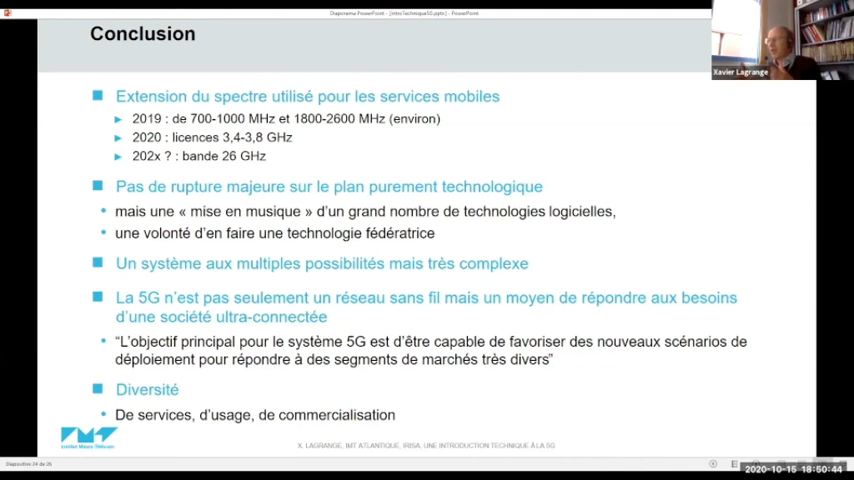 Diaporama PowerPoint - [IntroTechnique5G.pptx] - PowerPoint
Conclusion
Xavier Lagrange
Extension du spectre utilisé pour les services mobiles
2019 : de 700-1000 MHz et 1800-2600 MHz (environ)
2020 : licences 3,4-3,8 GHz
202x ? : bande 26 GHz
Pas de rupture majeure sur le plan purement technologique
mais une « mise en musique » d'un grand nombre de technologies logicielles,
une volonté d'en faire une technologie fédératrice
Un système aux multiples possibilités mais très complexe
La 5G n'est pas seulement un réseau sans fil mais un moyen de répondre aux besoins
d'une société ultra-connectée
“L'objectif principal pour le système 5G est d'être capable de favoriser des nouveaux scénarios de
déploiement pour répondre à des segments de marchés très divers”
Diversité
De services, d'usage, de commercialisation
Institut Mines-Télécom
X. LAGRANGE, IMT ATLANTIQUE, IRISA, UNE INTRODUCTION TECHNIQUE À LA 5G
Diapositive 24 de 26
2020-10-15 18:50:44